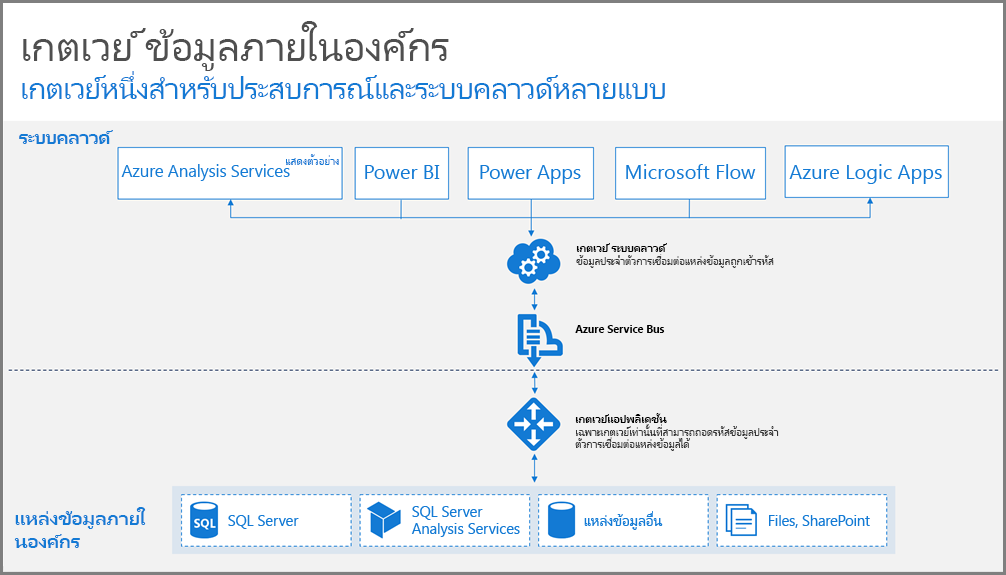 เกตเวย์ ข้อมูลภายในองค์กร
เกตเวย์หนึ่งสำหรับประสบการณ์และระบบคลาวด์หลายแบบ
ระบบคลาวด์
Azure Analysis Services แสดงตัวอย่าง
Power BI
Power Apps
Microsoft Flow
Azure Logic Apps
เกตเวย์ ระบบคลาวด์
ข้อมูลประจำตัวการเชื่อมต่อแหล่งข้อมูลถูกเข้ารหัส
Azure Service Bus
เกตเวย์แอปพลิเคชัน
เฉพาะเกตเวย์เท่านั้นที่สามารถถอดรหัสข้อมูลประจำ
ตัวการเชื่อมต่อแหล่งข้อมูลได้
แหล่งข้อมูลภายใ
นองค์กร
SQL
SQL Server
SQL Server
Analysis Services
แหล่งข้อมูลอื่น
Files, SharePoint